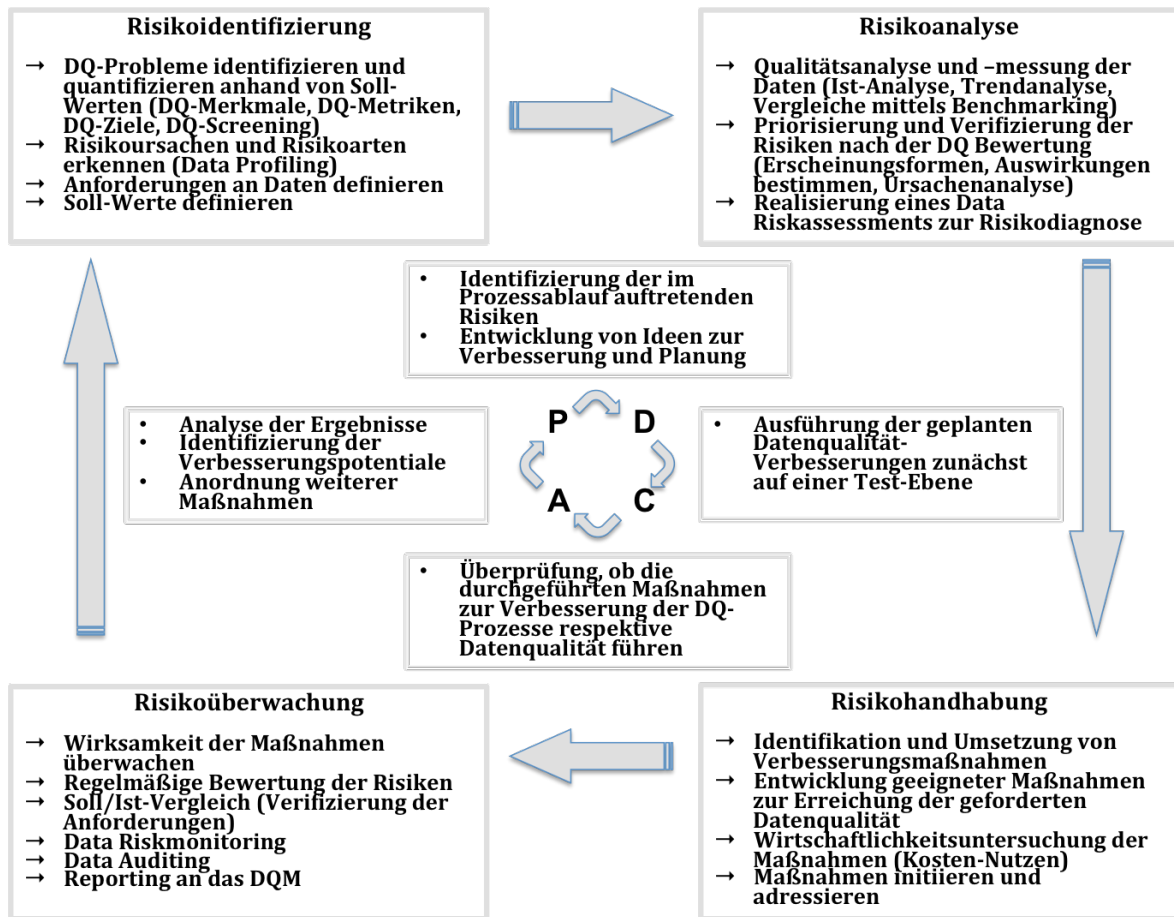 Risikoidentifizierung
→ DQ-Probleme identifizieren und
quantifizieren anhand von Soll-
Werten (DQ-Merkmale, DQ-Metriken,
DQ-Ziele, DQ-Screening)
→ Risikoursachen und Risikoarten
erkennen (Data Profiling)
→ Anforderungen an Daten definieren
→ Soll-Werte definieren
Risikoanalyse
→ Qualitätsanalyse und –messung der
Daten (Ist-Analyse, Trendanalyse,
Vergleiche mittels Benchmarking)
→ Priorisierung und Verifizierung der
Risiken nach der DQ Bewertung
(Erscheinungsformen, Auswirkungen
bestimmen, Ursachenanalyse)
→ Realisierung eines Data
Riskassessments zur Risikodiagnose
• Identifizierung der im
Prozessablauf auftretenden
Risiken
• Entwicklung von Ideen zur
Verbesserung und Planung
• Analyse der Ergebnisse
• Identifizierung der
Verbesserungspotentiale
• Anordnung weiterer
Maßnahmen
P D
A C
• Ausführung der geplanten
Datenqualität-
Verbesserungen zunächst
auf einer Test-Ebene
• Überprüfung, ob die
durchgeführten Maßnahmen
zur Verbesserung der DQ-
Prozesse respektive
Datenqualität führen
Risikoüberwachung
→ Wirksamkeit der Maßnahmen
überwachen
→ Regelmäßige Bewertung der Risiken
→ Soll/Ist-Vergleich (Verifizierung der
Anforderungen)
→ Data Riskmonitoring
→ Data Auditing
→ Reporting an das DQM
Risikohandhabung
→ Identifikation und Umsetzung von
Verbesserungsmaßnahmen
→ Entwicklung geeigneter Maßnahmen
zur Erreichung der geforderten
Datenqualität
→ Wirtschaftlichkeitsuntersuchung der
Maßnahmen (Kosten-Nutzen)
→ Maßnahmen initiieren und
adressieren